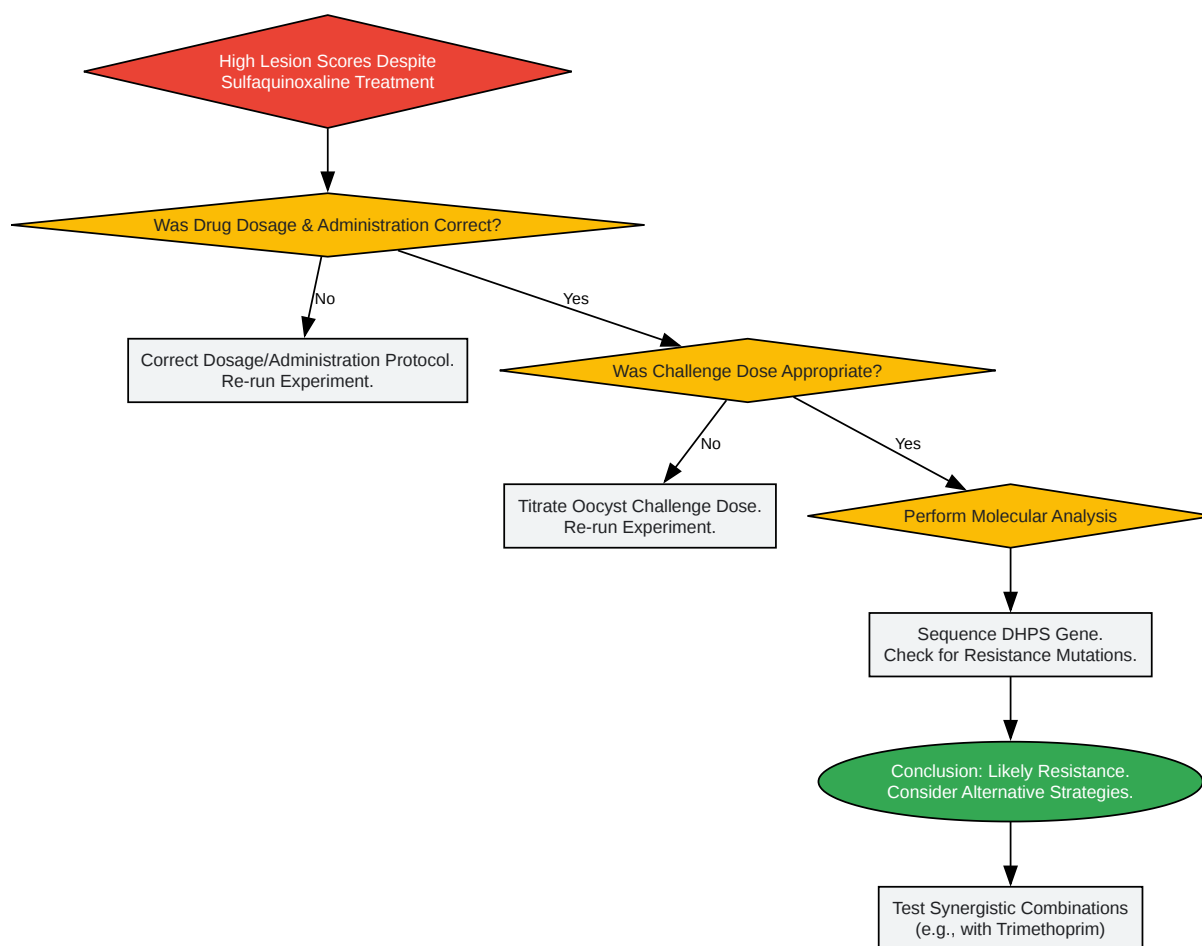 High Lesion Scores Despite
Sulfaquinoxaline Treatment
Was Drug Dosage & Administration Correct?
No
Yes
Correct Dosage/Administration Protocol.
Re-run Experiment.
Was Challenge Dose Appropriate?
No
Yes
Titrate Oocyst Challenge Dose.
Re-run Experiment.
Perform Molecular Analysis
Sequence DHPS Gene.
Check for Resistance Mutations.
Conclusion: Likely Resistance.
Consider Alternative Strategies.
Test Synergistic Combinations
(e.g., with Trimethoprim)